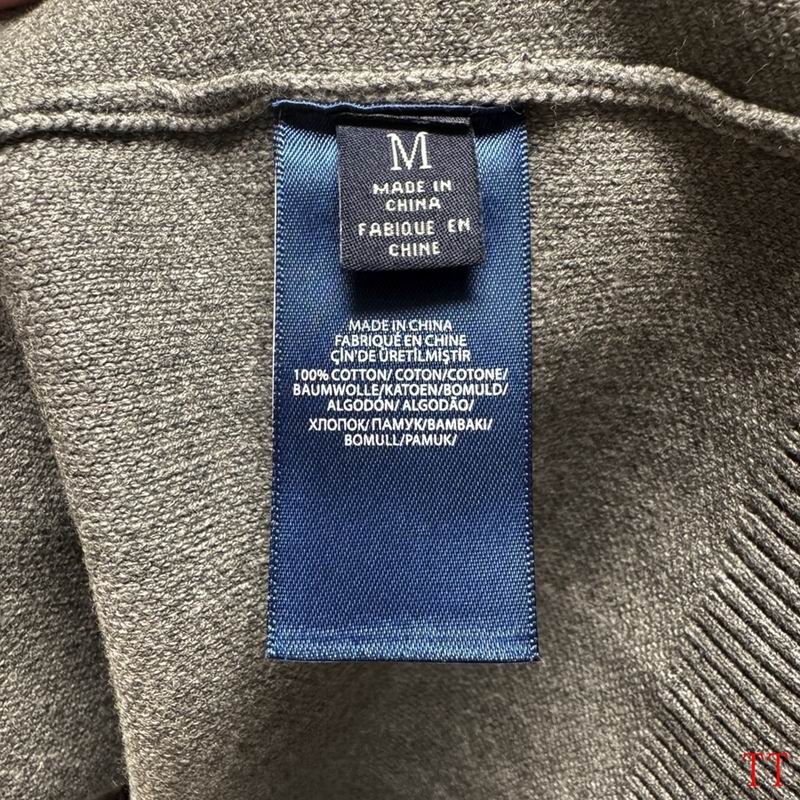 M
MADE IN
CHINA
FABIQUE EN
CHINE
MADE IN CHINA
FABRIQUÉ EN CHINE
ÇİN'DE ÜRETİLMİŞTİR
100% COTTON/ COTON/COTONE/
BAUMWOLLE/KATOEN/BOMULD/
ALGODÓN/ ALGODÃO/
ХЛОПОК/ ПАМУК/BAMBAKI/
BOMULL/PAMUK/
TT